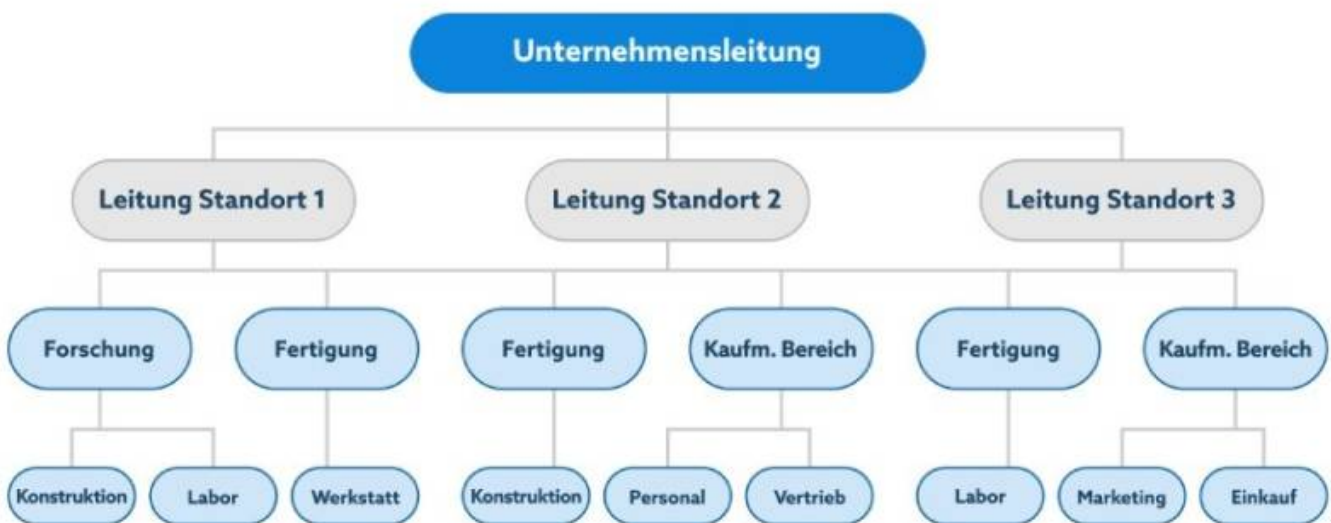 Unternehmensleitung
Leitung Standort 1
Leitung Standort 2
Leitung Standort 3
Forschung
Fertigung
Fertigung
Kaufm. Bereich
Fertigung
Kaufm. Bereich
Konstruktion
Labor
Werkstatt
Konstruktion
Personal
Vertrieb
Labor
Marketing
Einkauf